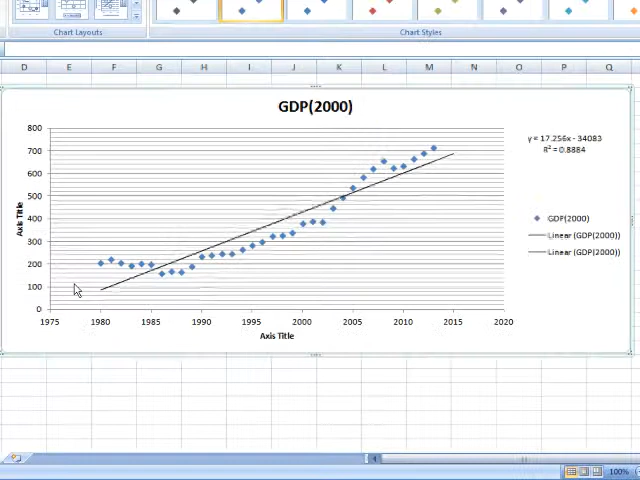 Chart Layouts
Chart Styles
D E F G H I J K L M N O P Q
GDP(2000)
y = 17.256x - 34083
R² = 0.8884
800
700
600
500
400
300
200
100
0
Axis Title
1975 1980 1985 1990 1995 2000 2005 2010 2015 2020
Axis Title
GDP(2000)
Linear (GDP(2000))
Linear (GDP(2000))
100%